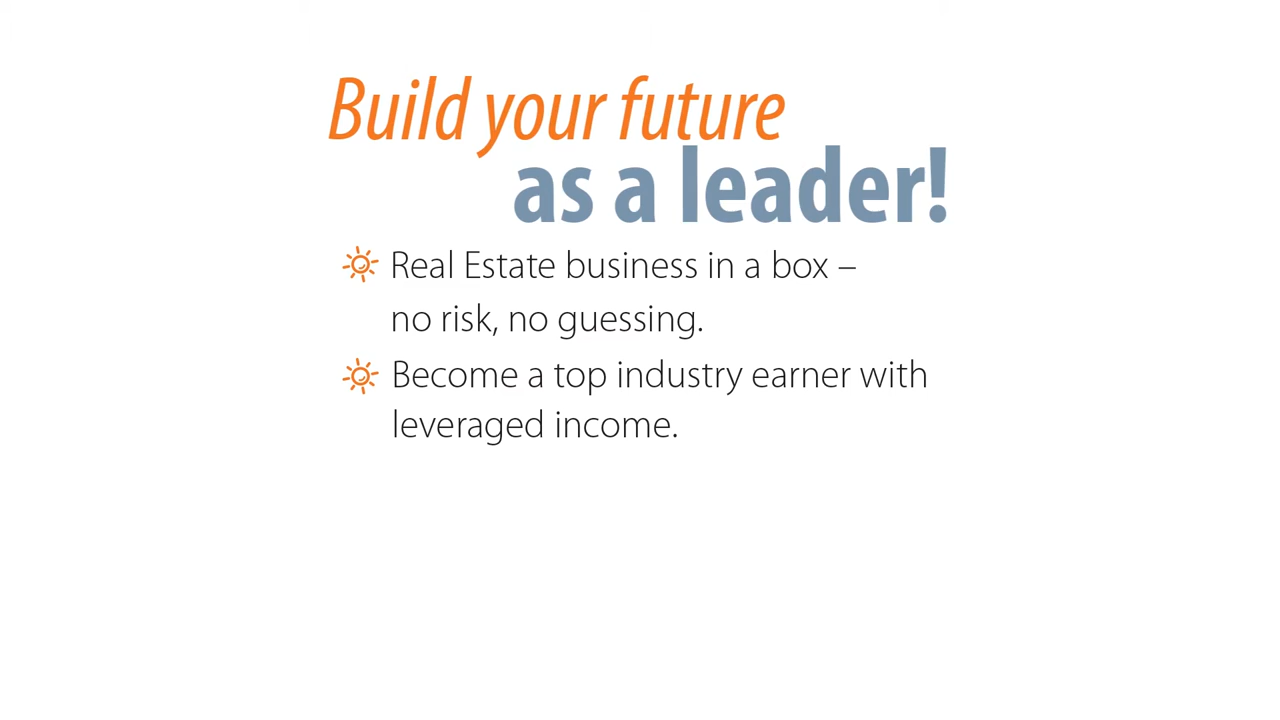 Build your future
as a leader!
Real Estate business in a box –
no risk, no guessing.
Become a top industry earner with
leveraged income.